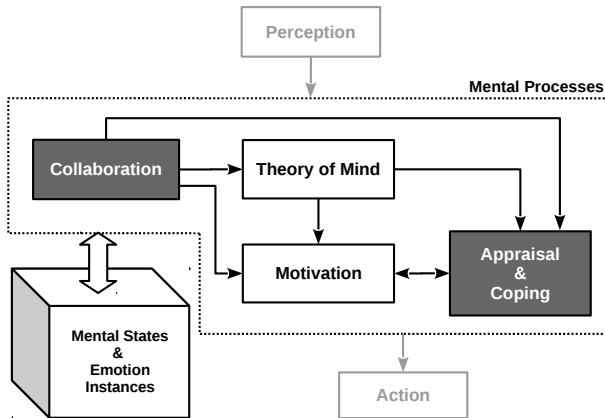 Perception
Mental Processes
Collaboration
Theory of Mind
Motivation
Appraisal
&
Coping
Mental States
&
Emotion
Instances
Action